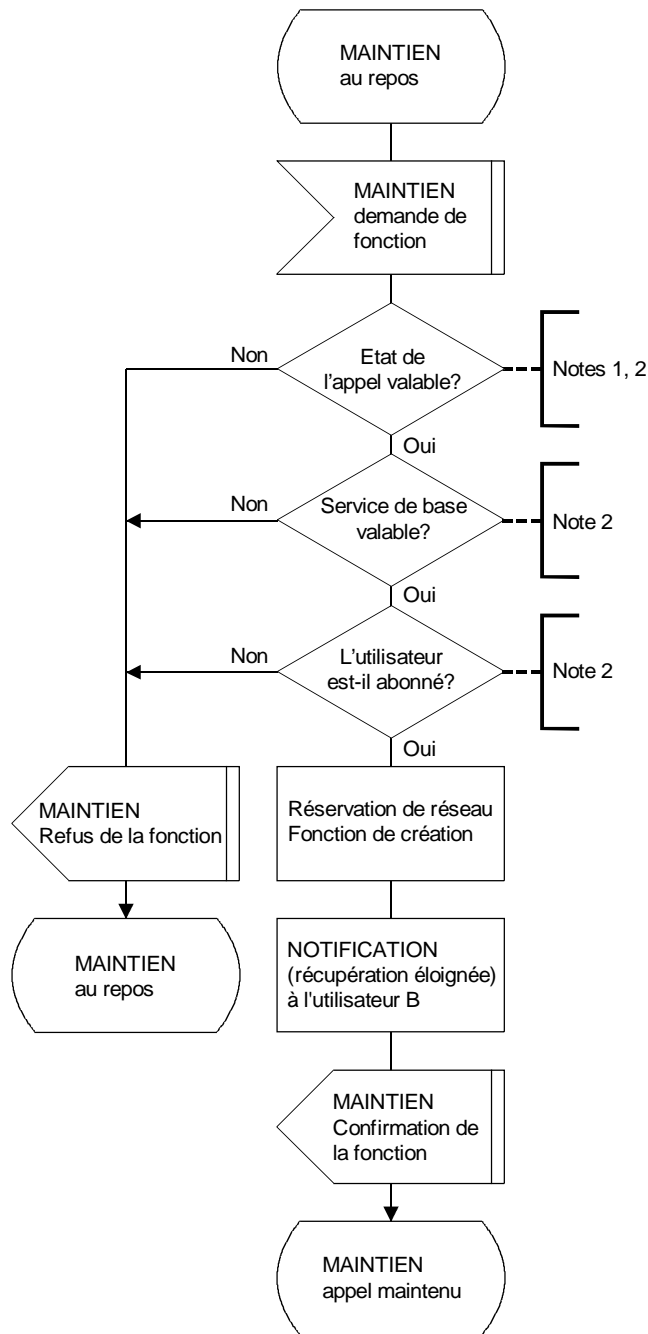 MAINTIEN
au repos
MAINTIEN
demande de
fonction
Non
Etat de
l'appel valable?
Notes 1, 2
Oui
Non
Service de base
valable?
Note 2
Oui
Non
L'utilisateur
est-il abonné?
Note 2
Oui
MAINTIEN
Refus de la fonction
Réservation de réseau
Fonction de création
MAINTIEN
au repos
NOTIFICATION
(récupération éloignée)
à l'utilisateur B
MAINTIEN
Confirmation de
la fonction
MAINTIEN
appel maintenu